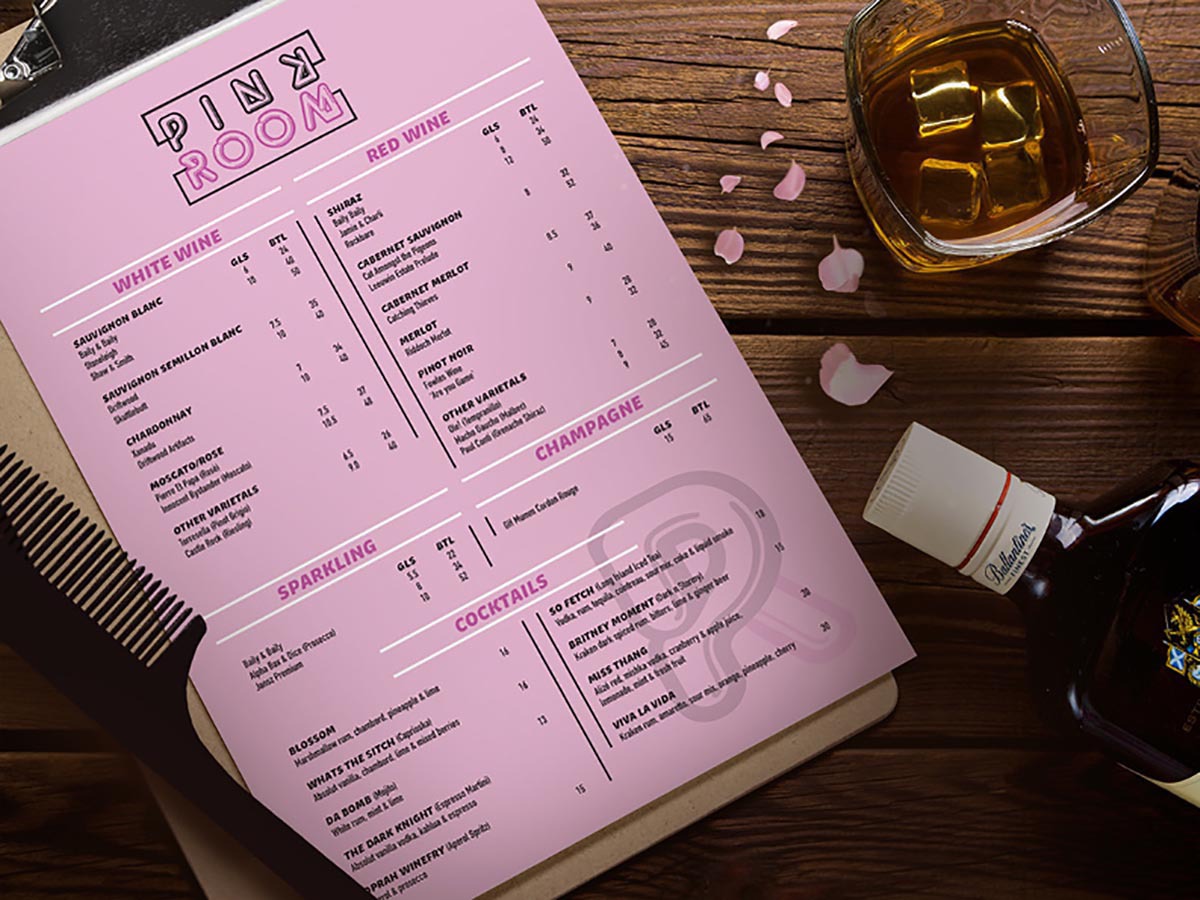 PINK
ROOM
WHITE WINE
GLS BTL
SAUVIGNON BLANC
Baily & Baily 6 24
Stoneleigh 8 40
Shaw & Smith 10 50
SAUVIGNON SEMILLON BLANC
Driftwood 7.5 35
Skuttlebutt 10 40
CHARDONNAY
Xanadu 7 34
Driftwood Artifacts 10 48
MOSCATO/ROSE
Pierre El Papa (Rosé) 7.5 37
Innocent Bystander (Moscato) 10.5 48
OTHER VARIETALS
Torresella (Pinot Grigio) 6.5 26
Castle Rock (Riesling) 9.0 40
RED WINE
GLS BTL
SHIRAZ
Baily Baily 6 24
Jamie & Charli 8 34
Rockbare 12 50
CABERNET SAUVIGNON
Cat Amongst the Pigeons 32
Leeuwin Estate Prelude 8 52
CABERNET MERLOT
Catching Thieves 8.5
37
36
MERLOT
Riddoch Merlot 9 40
PINOT NOIR
Fowles Wine 9 28
'Are you Game' 32
OTHER VARIETALS
Ole! (Tempranillo) 7 28
Macho Gaucho (Malbec) 8 32
Paul Conti (Grenache Shiraz) 9 45
CHAMPAGNE
GLS BTL
15 65
GH Mumm Cordon Rouge
SPARKLING
GLS BTL
5.5 22
8 34
10 52
Baily & Baily
Alpha Box & Dice (Prosecco)
Jansz Premium
COCKTAILS
BLOSSOM 16
Marshmallow rum, chambord, pineapple & lime
WHATS THE SITCH (Caprioska) 16
Absolut vanilla, chambord, lime & mixed berries
DA BOMB (Mojito) 13
White rum, mint & lime
THE DARK KNIGHT (Espresso Martini) 15
Absolut vanilla vodka, kahlua & espresso
OPRAH WINEFRY (Aperol Spritz)
& prosecco
SO FETCH (Long Island Iced Tea) 18
Vodka, rum, tequila, cointreau, sour mix, coke & liquid smoke
BRITNEY MOMENT (Dark n Stormy) 15
Kraken dark spiced rum, bitters, lime & ginger beer
MISS THANG 30
Alizé red, mishka vodka, cranberry & apple juice,
lemonade, mint & fresh fruit
VIVA LA VIDA 30
Kraken rum, amaretto, sour mix, orange, pineapple, cherry
Ballantine's
FINEST